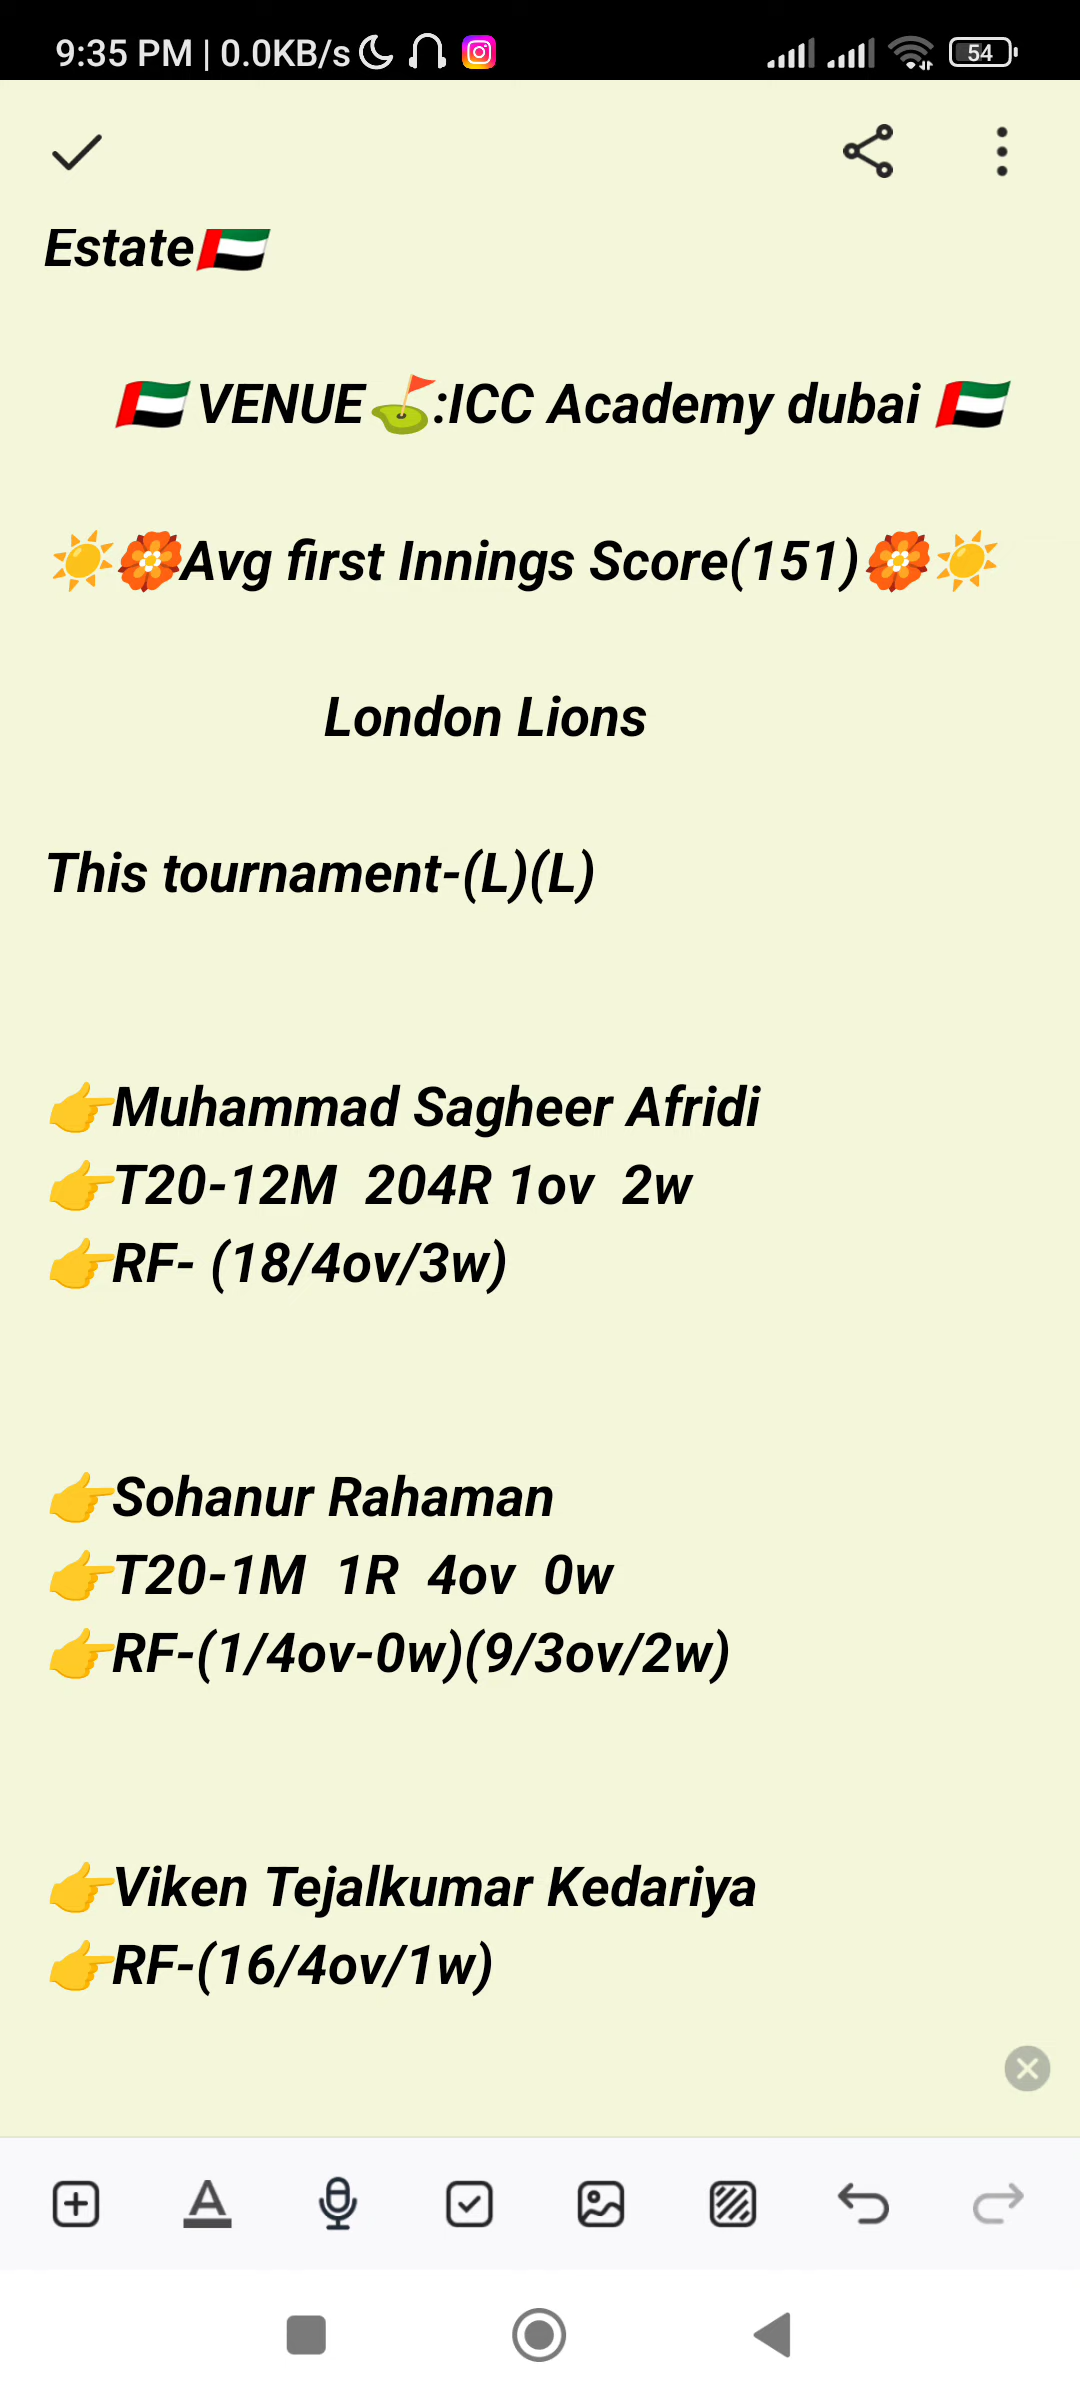 9:35 PM | 0.0KB/s 54
Estate🇦🇪
🇦🇪VENUE⛳:ICC Academy dubai 🇦🇪
☀️🏵️Avg first Innings Score(151)🏵️☀️
London Lions
This tournament-(L)(L)
👉Muhammad Sagheer Afridi
👉T20-12M 204R 1ov 2w
👉RF- (18/4ov/3w)
👉Sohanur Rahaman
👉T20-1M 1R 4ov 0w
👉RF-(1/4ov-0w)(9/3ov/2w)
👉Viken Tejalkumar Kedariya
👉RF-(16/4ov/1w)